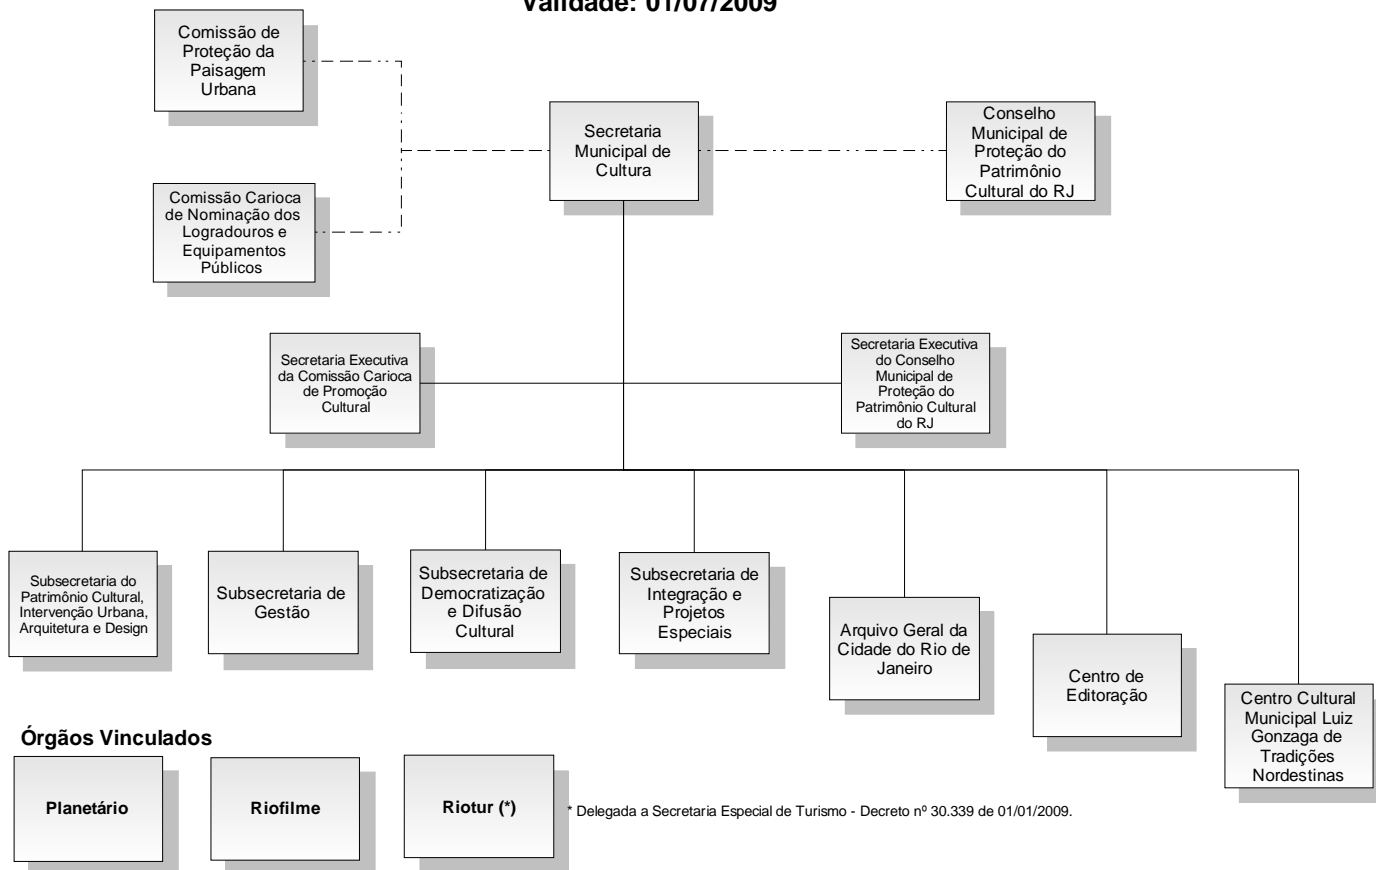 Validade: 01/07/2009
Comissão de
Proteção da
Paisagem
Urbana
Secretaria
Municipal de
Cultura
Conselho
Municipal de
Proteção do
Patrimônio
Cultural do RJ
Comissão Carioca
de Nominação dos
Logradouros e
Equipamentos
Públicos
Secretaria Executiva
da Comissão Carioca
de Promoção
Cultural
Secretaria Executiva
do Conselho
Municipal de
Proteção do
Patrimônio Cultural
do RJ
Subsecretaria do
Patrimônio Cultural,
Intervenção Urbana,
Arquitetura e Design
Subsecretaria de
Gestão
Subsecretaria de
Democratização
e Difusão
Cultural
Subsecretaria de
Integração e
Projetos
Especiais
Arquivo Geral da
Cidade do Rio de
Janeiro
Centro de
Editoração
Centro Cultural
Municipal Luiz
Gonzaga de
Tradições
Nordestinas
Órgãos Vinculados
Planetário
Riofilme
Riotur (*)
* Delegada a Secretaria Especial de Turismo - Decreto nº 30.339 de 01/01/2009.